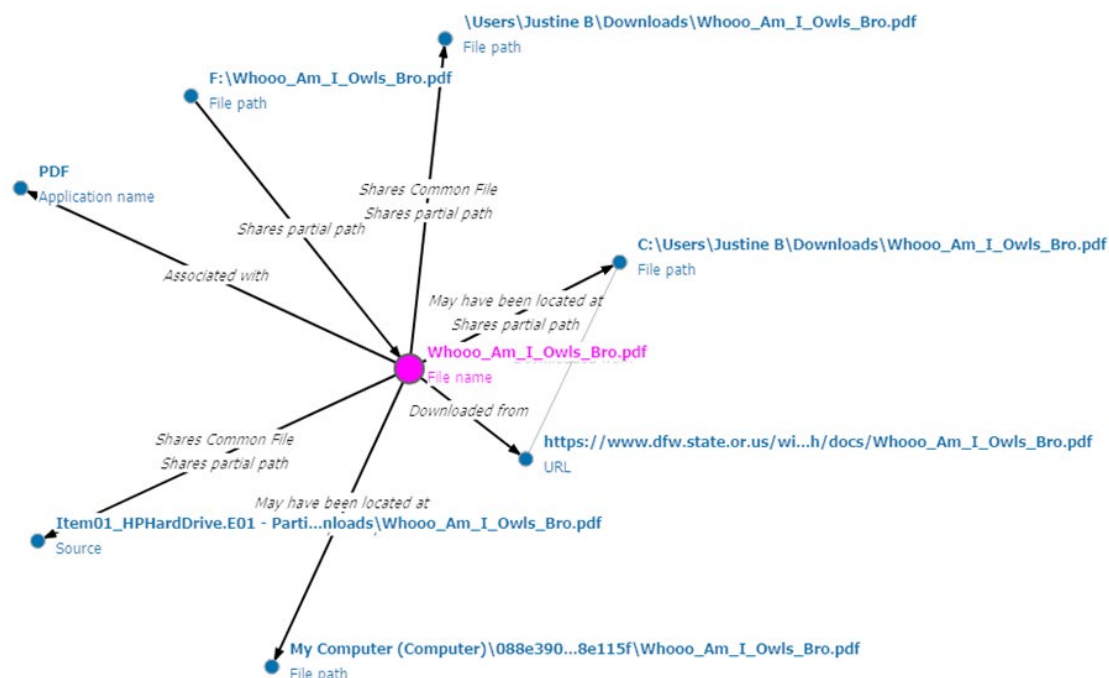 \Users\Justine B\Downloads\Whooo_Am_I_Owls_Bro.pdf
File path
F:\Whooo_Am_I_Owls_Bro.pdf
File path
PDF
Application name
Shares Common File
Shares partial path
Shares partial path
C:\Users\Justine B\Downloads\Whooo_Am_I_Owls_Bro.pdf
File path
Associated with
May have been located at
Shares partial path
Whooo_Am_I_Owls_Bro.pdf
File name
Downloaded from
Shares Common File
Shares partial path
https://www.dfw.state.or.us/wi...h/docs/Whooo_Am_I_Owls_Bro.pdf
URL
May have been located at
Item01_HPHardDrive.E01 - Parti...nloads\Whooo_Am_I_Owls_Bro.pdf
Source
My Computer (Computer)\088e390...8e115f\Whooo_Am_I_Owls_Bro.pdf
File path